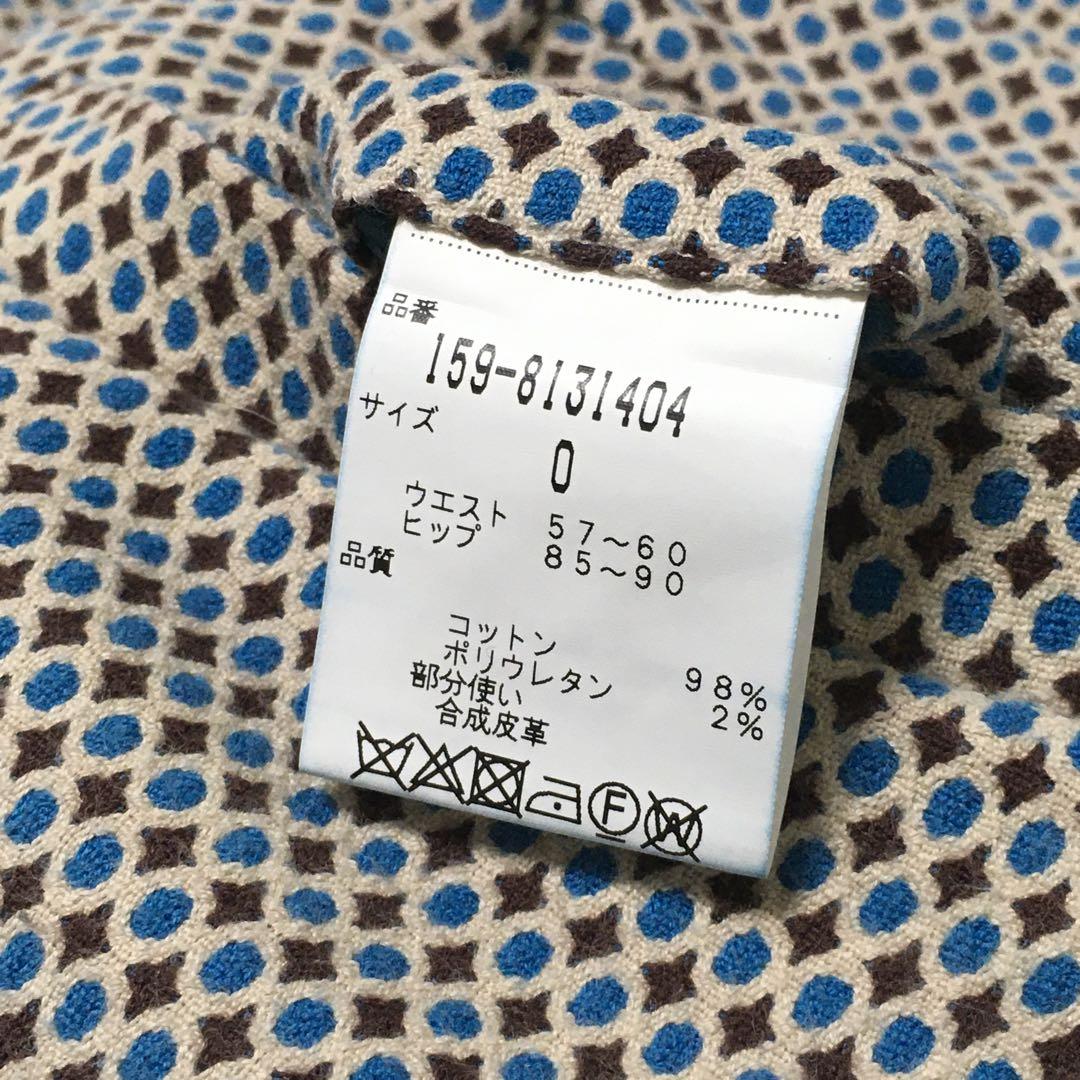 品番
159-8131404
サイズ
0
ウエスト 57～60
ヒップ 85～90
品質
コットン 98%
ポリウレタン 2%
部分使い
合成皮革
F W